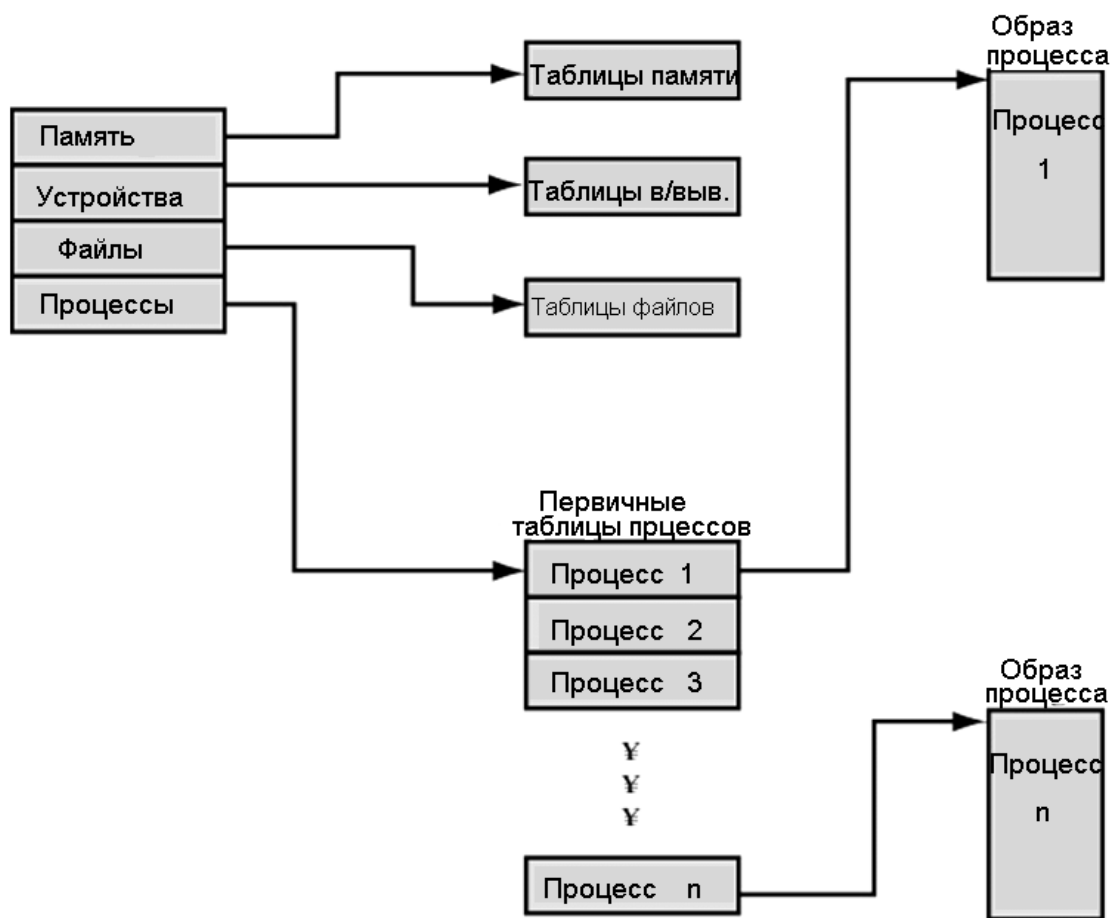 Память
Устройства
Файлы
Процессы
Таблицы памяти
Таблицы в/выв.
Таблицы файлов
Первичные
таблицы прцессов
Процесс 1
Процесс 2
Процесс 3
¥
¥
¥
Процесс n
Образ
процесса
Процесс
1
Образ
процесса
Процесс
n